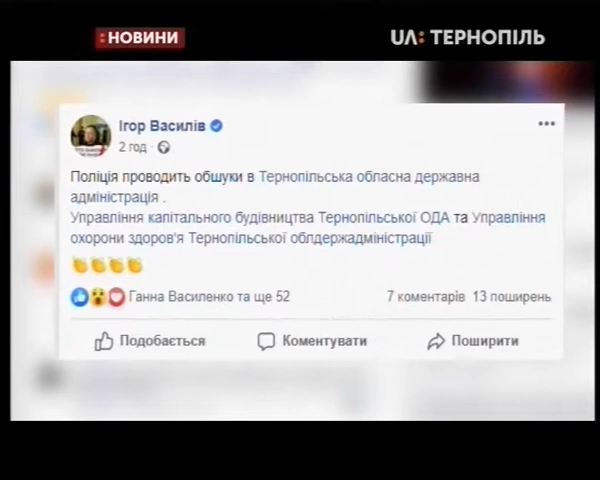 :НОВИНИ
UA: ТЕРНОПІЛЬ
Ігор Василів
2 год ·
Поліція проводить обшуки в Тернопільська обласна державна
адміністрація .
Управління капітального будівництва Тернопільської ОДА та Управління
охорони здоров'я Тернопільської облдержадміністрації
Ганна Василенко та ще 52
7 коментарів 13 поширень
Подобається
Коментувати
Поширити